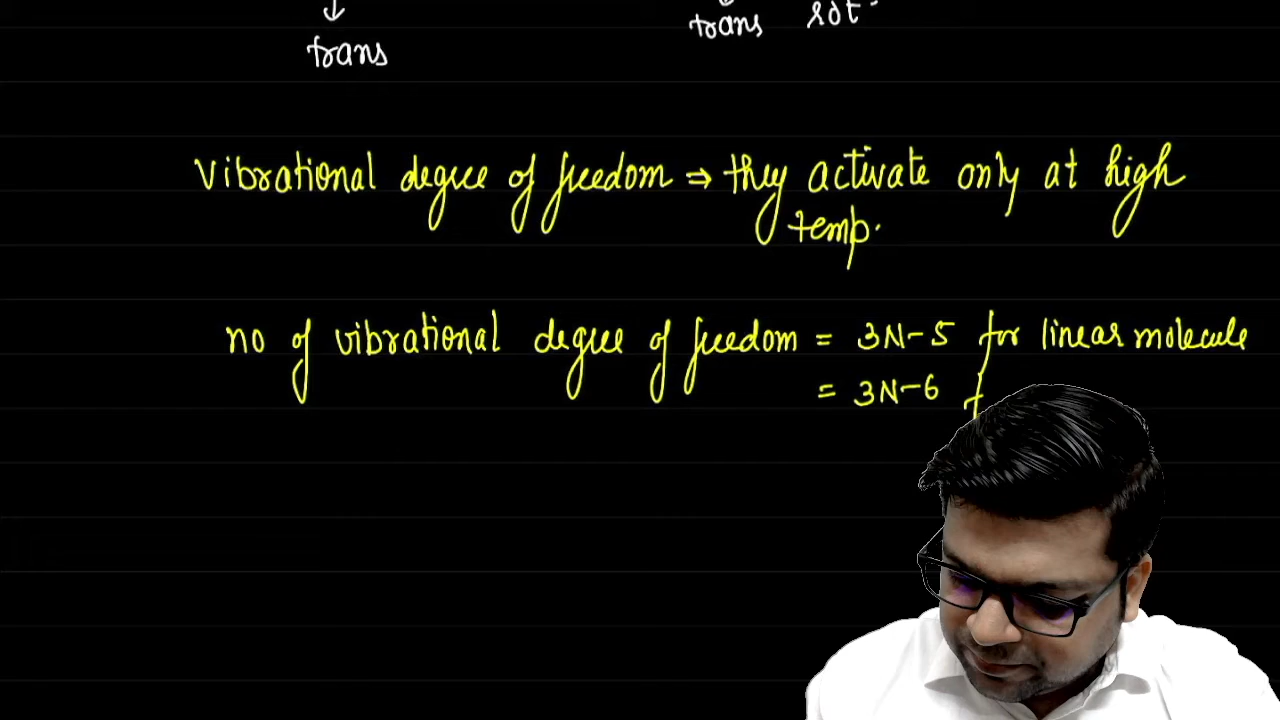 trans rot.
trans
Vibrational degree of freedom ⇒ they activate only at high
temp.
no of vibrational degree of freedom = 3N-5 for linear molecule
= 3N-6 f